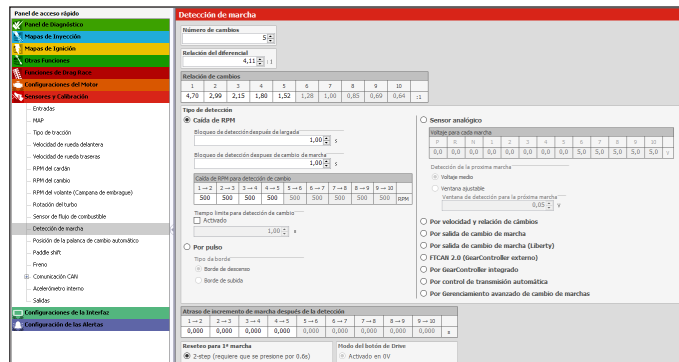 Panel de acceso rápido
Panel de Diagnóstico
Mapas de Inyección
Mapas de Ignición
Otras Funciones
Funciones de Drag Race
Configuraciones del Motor
Sensores y Calibración
Entradas
MAP
Tipo de tracción
Velocidad de rueda delantera
Velocidad de rueda traseras
RPM del cardán
RPM del cambio
RPM del volante (Campana de embrague)
Rotación del turbo
Sensor de flujo de combustible
Detección de marcha
Posición de la palanca de cambio automático
Paddle shift
Freno
Comunicación CAN
Acelerómetro interno
Salidas
Configuraciones de la Interfaz
Configuración de las Alertas
Detección de marcha
Número de cambios
5
Relación del diferencial
4,11 :1
Relación de cambios
1 2 3 4 5 6 7 8 9 10
4,70 2,99 2,15 1,80 1,52 1,28 1,00 0,85 0,69 0,64 :1
Tipo de detección
Caída de RPM
Bloqueo de detección después de largada
1,00 s
Bloqueo de detección despues de cambio de marcha
1,00 s
Caída de RPM para detección de cambio
1→2 2→3 3→4 4→5 5→6 6→7 7→8 8→9 9→10
500 500 500 500 500 500 500 500 500 RPM
Tiempo limite para detección de cambio
Activado
1,00 s
Por pulso
Tipo de borde
Borde de descenso
Borde de subida
Sensor analógico
Voltaje para cada marcha
P R N 1 2 3 4 5 6 7 8 9 10
0,0 0,0 0,0 0,0 0,0 0,0 0,0 0,0 5,0 5,0 5,0 5,0 5,0 v
Detección de la proxima marcha
Voltaje medio
Ventana ajustable
Ventana de detección para la próxima marcha
0,05 V
Por velocidad y relación de cámbios
Por salida de cambio de marcha
Por salida de cambio de marcha (Liberty)
FTCAN 2.0 (GearController externo)
Por GearController integrado
Por control de transmisión automática
Por Gerenciamiento avanzado de cambio de marchas
Atraso de incremento de marcha después de la detección
1→2 2→3 3→4 4→5 5→6 6→7 7→8 8→9 9→10
0,000 0,000 0,000 0,000 0,000 0,000 0,000 0,000 0,000 s
Reseteo para 1ª marcha
2-step (requiere que se presione por 0.6s)
Modo del botón de Drive
Activado en 0V